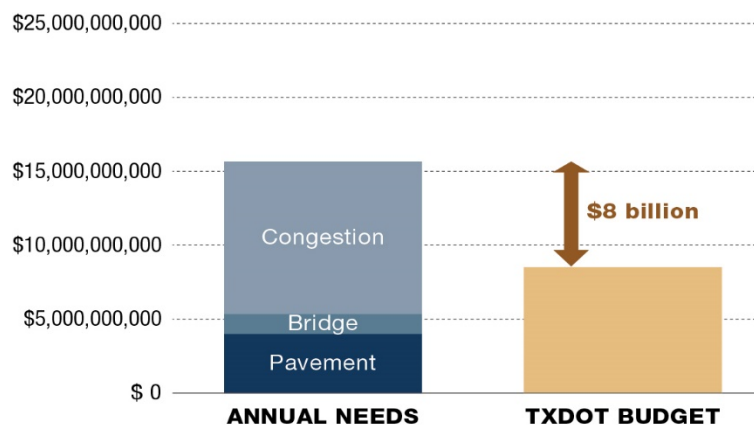 $25,000,000,000
$20,000,000,000
$15,000,000,000
$10,000,000,000
$5,000,000,000
$ 0
Congestion
Bridge
Pavement
$8 billion
ANNUAL NEEDS
TXDOT BUDGET